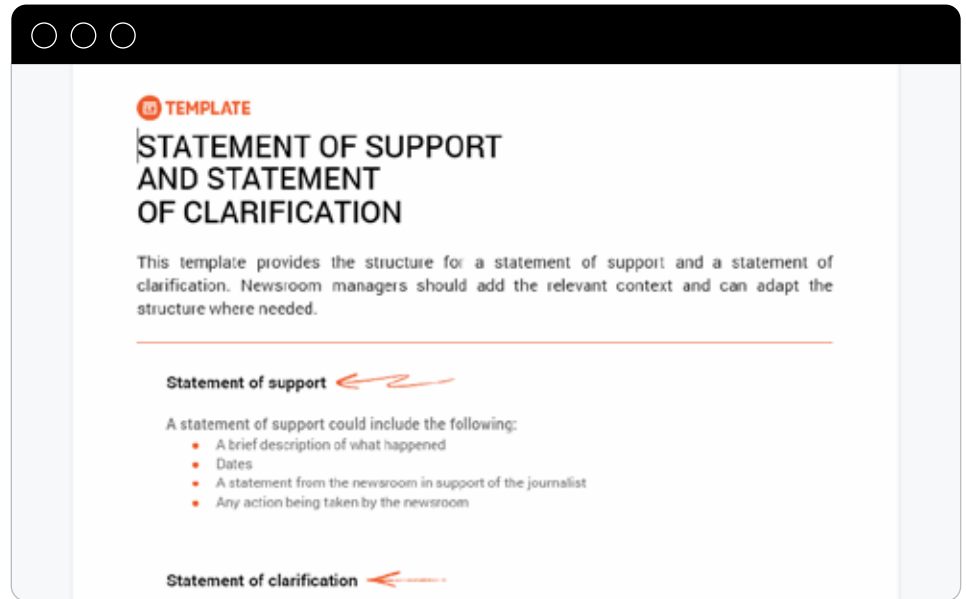 TEMPLATE
STATEMENT OF SUPPORT
AND STATEMENT
OF CLARIFICATION
This template provides the structure for a statement of support and a statement of
clarification. Newsroom managers should add the relevant context and can adapt the
structure where needed.
Statement of support
A statement of support could include the following:
• A brief description of what happened
• Dates
• A statement from the newsroom in support of the journalist
• Any action being taken by the newsroom
Statement of clarification